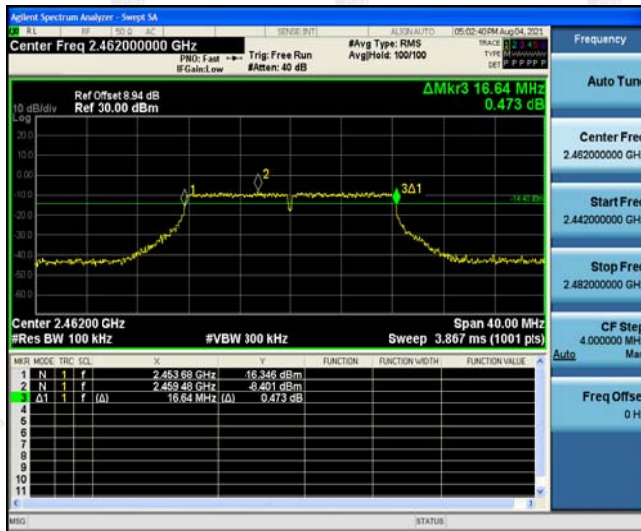 Agilent Spectrum Analyzer - Swept SA
RL RF 50 Ω AC SENSE:INT ALIGNAUTO 05:02:40 PM Aug 04, 2021
Center Freq 2.462000000 GHz #Avg Type: RMS TRACE 1 2 3 4 5 6
PNO: Fast Trig: Free Run Avg|Hold: 100/100 TYPE
IFGain:Low #Atten: 40 dB DET P P P P P P
ΔMkr3 16.64 MHz
0.473 dB
Ref Offset 8.94 dB
10 dB/div Ref 30.00 dBm
Log
20.0
10.0
0.00
-10.0
-20.0
-30.0
-40.0
-50.0
-60.0
1
2
3Δ1
Center 2.46200 GHz Span 40.00 MHz
#Res BW 100 kHz #VBW 300 kHz Sweep 3.867 ms (1001 pts)
MKR MODE TRC SCL X Y FUNCTION FUNCTION WIDTH FUNCTION VALUE
1 N 1 f 2.453 68 GHz -16.346 dBm
2 N 1 f 2.459 48 GHz -8.401 dBm
3 Δ1 1 f (Δ) 16.64 MHz (Δ) 0.473 dB
4
5
6
7
8
9
10
11
MSG STATUS
Frequency
Auto Tun
Center Fre
2.462000000 GH
Start Fre
2.442000000 GH
Stop Fre
2.482000000 GH
CF Step
4.000000 MH
Auto Ma
Freq Offse
0 H